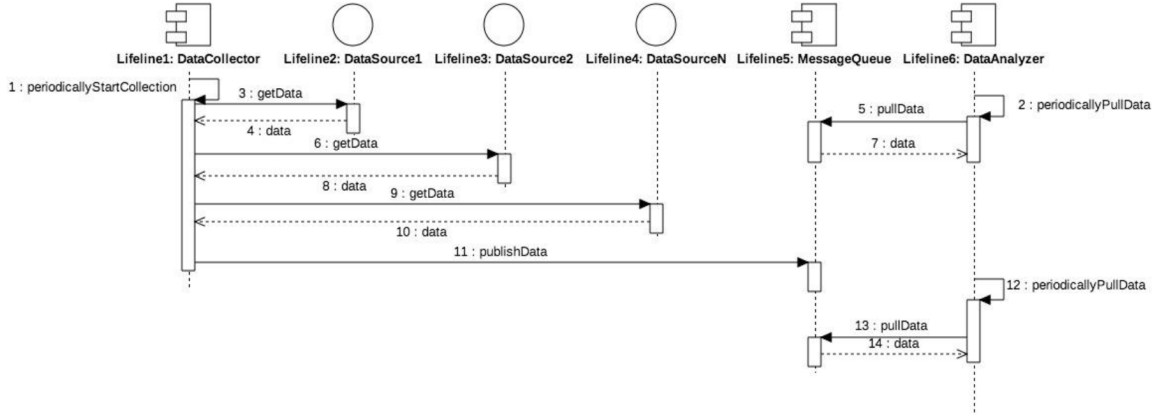 Lifeline1: DataCollector
Lifeline2: DataSource1
Lifeline3: DataSource2
Lifeline4: DataSourceN
Lifeline5: MessageQueue
Lifeline6: DataAnalyzer
1 : periodicallyStartCollection
3 : getData
2 : periodicallyPullData
5 : pullData
4 : data
6 : getData
7 : data
8 : data
9 : getData
10 : data
11 : publishData
12 : periodicallyPullData
13 : pullData
14 : data